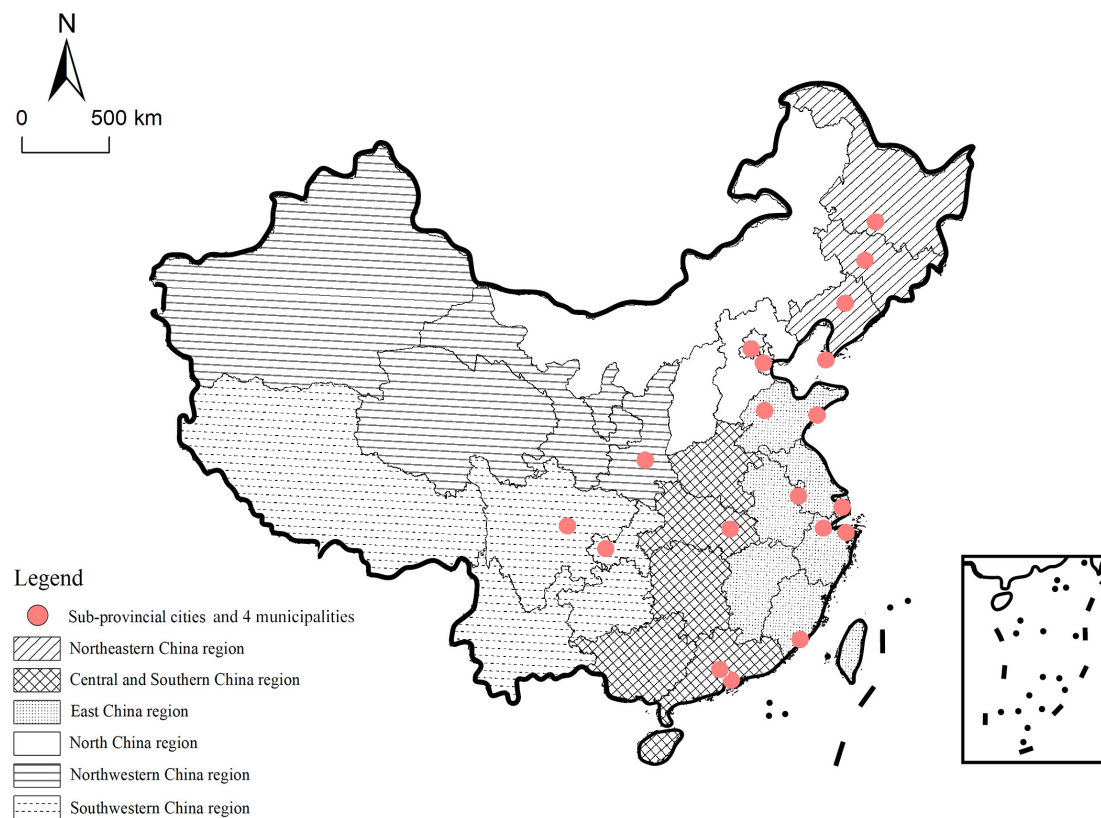 N
0 500 km
Legend
Sub-provincial cities and 4 municipalities
Northeastern China region
Central and Southern China region
East China region
North China region
Northwestern China region
Southwestern China region